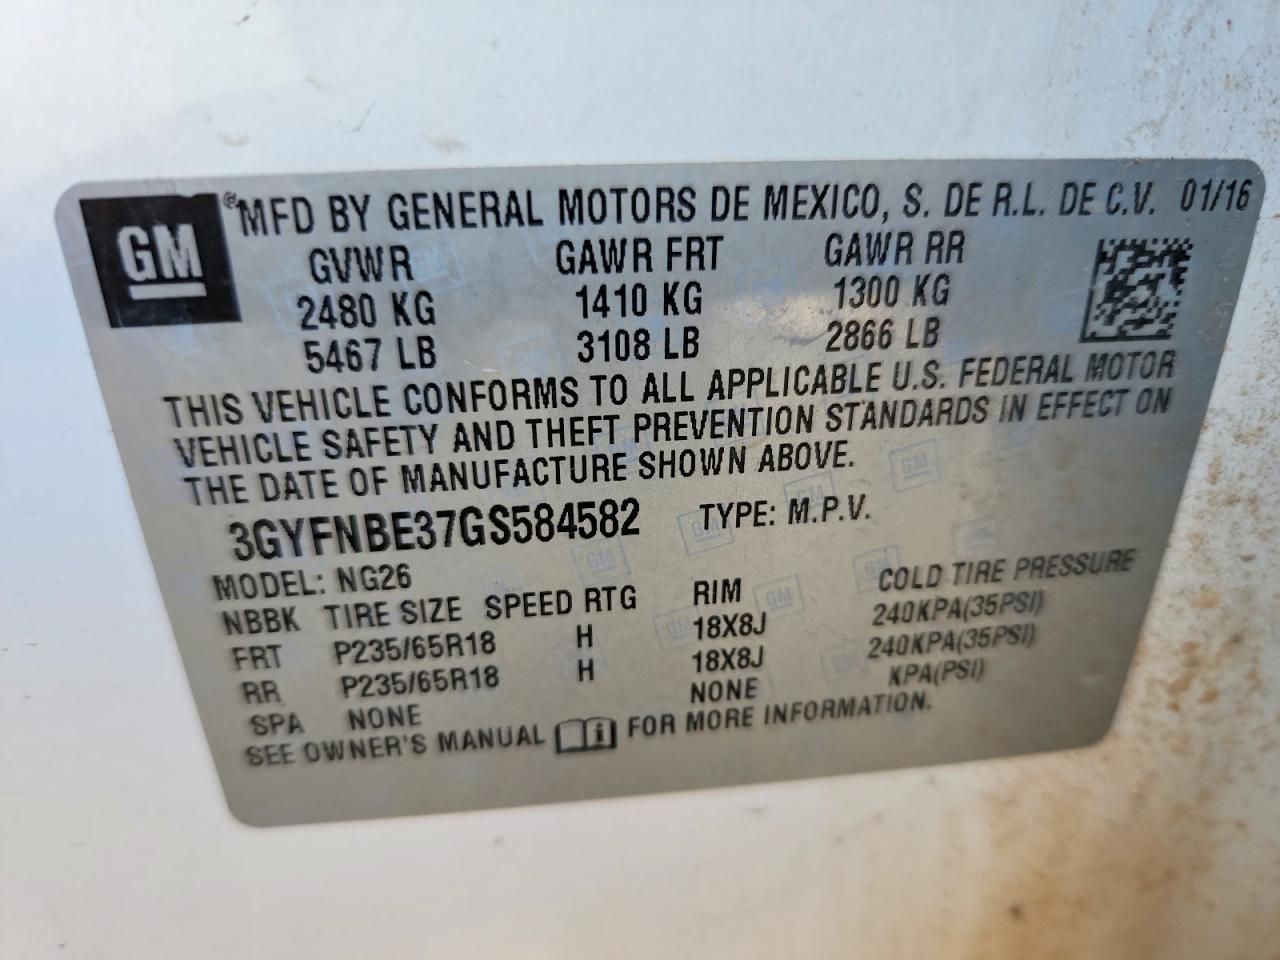 GM ® MFD BY GENERAL MOTORS DE MEXICO, S. DE R.L. DE C.V. 01/16
GVWR GAWR FRT GAWR RR
2480 KG 1410 KG 1300 KG
5467 LB 3108 LB 2866 LB
THIS VEHICLE CONFORMS TO ALL APPLICABLE U.S. FEDERAL MOTOR
VEHICLE SAFETY AND THEFT PREVENTION STANDARDS IN EFFECT ON
THE DATE OF MANUFACTURE SHOWN ABOVE.
3GYFNBE37GS584582 TYPE: M.P.V.
MODEL: NG26
NBBK TIRE SIZE SPEED RTG RIM COLD TIRE PRESSURE
FRT P235/65R18 H 18X8J 240KPA(35PSI)
RR P235/65R18 H 18X8J 240KPA(35PSI)
SPA NONE NONE KPA(PSI)
SEE OWNER'S MANUAL i FOR MORE INFORMATION.